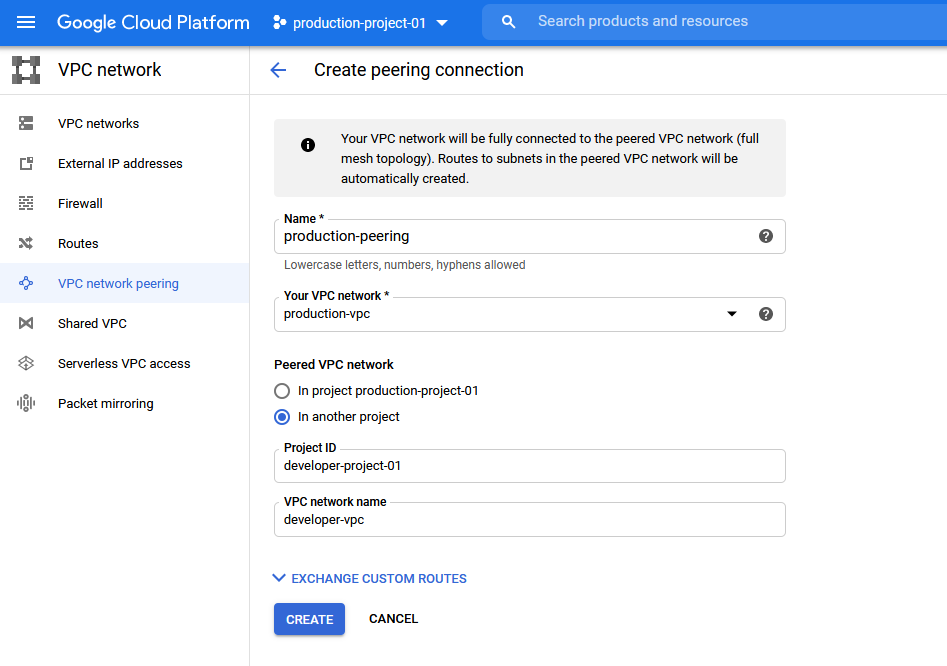 Google Cloud Platform
production-project-01
Search products and resources
VPC network
Create peering connection
VPC networks
External IP addresses
Firewall
Routes
VPC network peering
Shared VPC
Serverless VPC access
Packet mirroring
Your VPC network will be fully connected to the peered VPC network (full
mesh topology). Routes to subnets in the peered VPC network will be
automatically created.
Name *
production-peering
Lowercase letters, numbers, hyphens allowed
Your VPC network *
production-vpc
Peered VPC network
In project production-project-01
In another project
Project ID
developer-project-01
VPC network name
developer-vpc
EXCHANGE CUSTOM ROUTES
CREATE
CANCEL